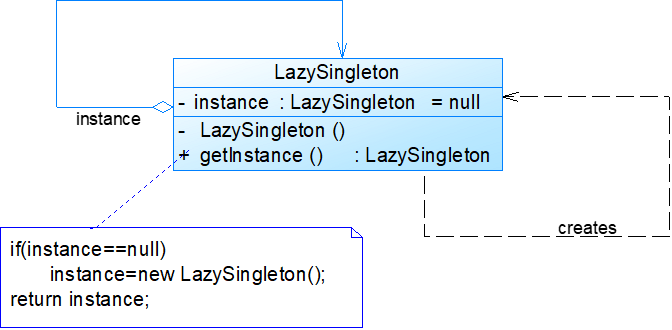 LazySingleton
- instance : LazySingleton = null
instance
- LazySingleton ()
+ getInstance () : LazySingleton
creates
if(instance==null)
instance=new LazySingleton();
return instance;